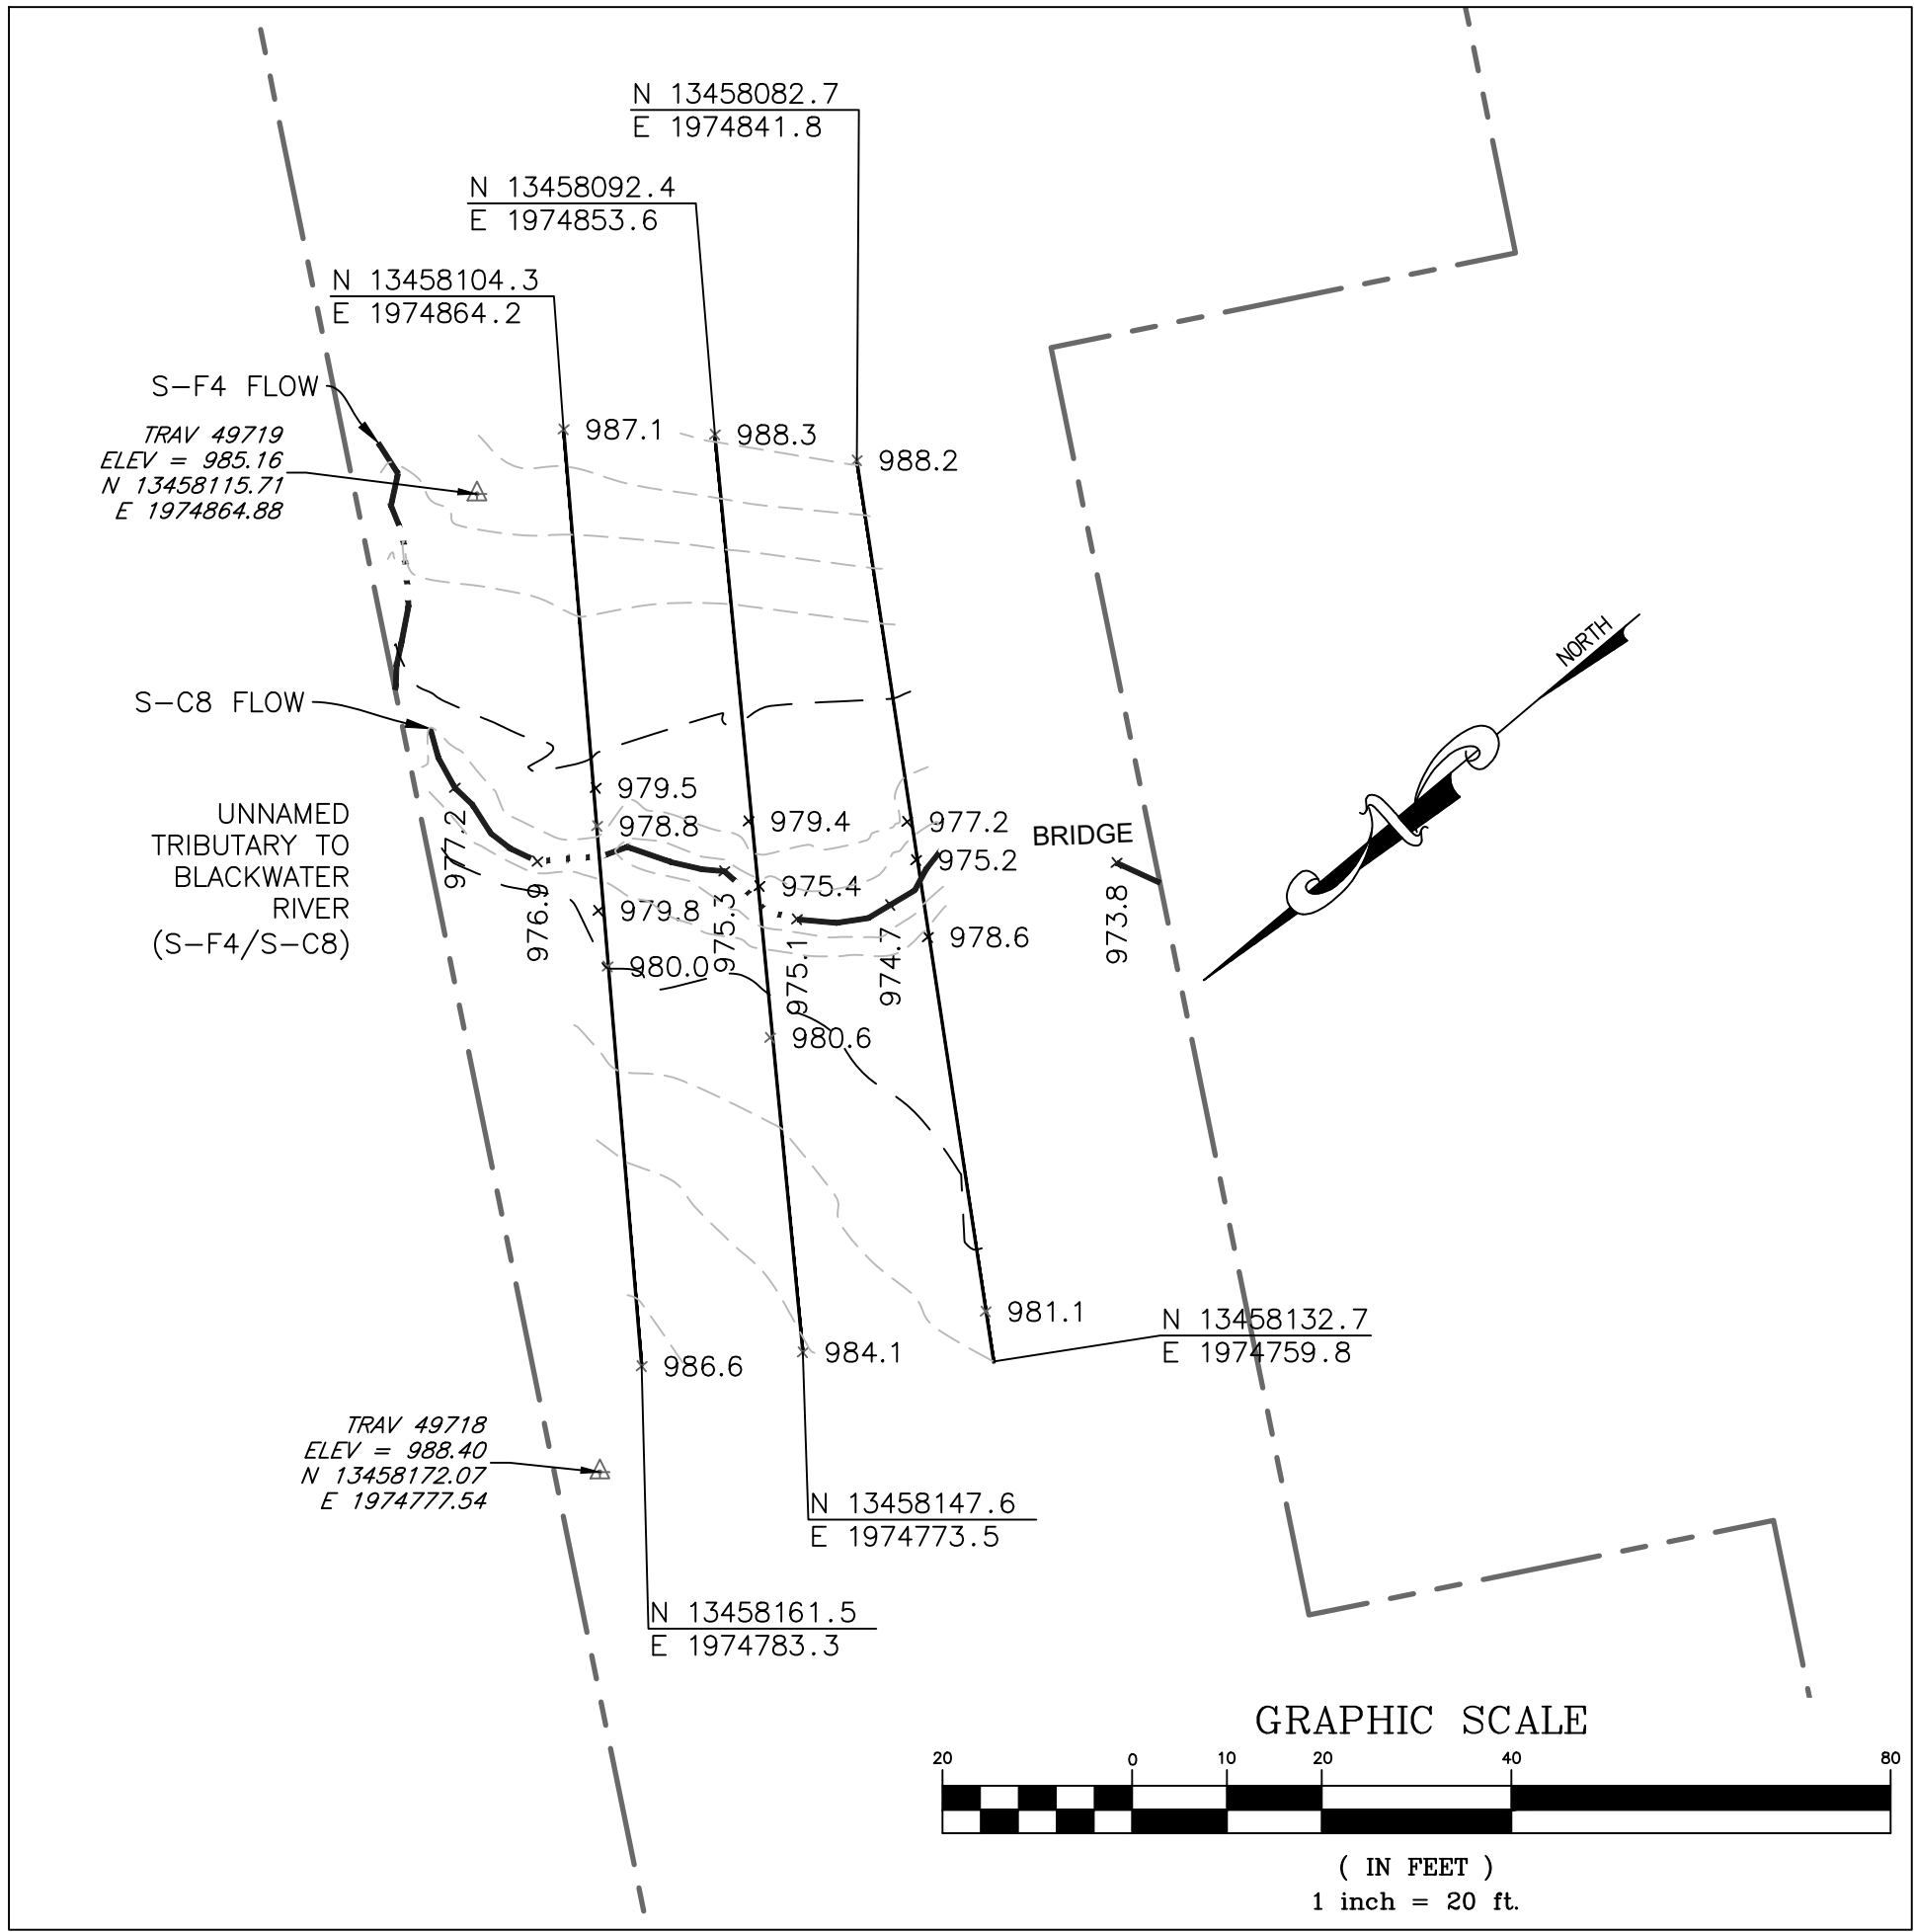 N 13458082.7
E 1974841.8
N 13458092.4
E 1974853.6
N 13458104.3
E 1974864.2
S-F4 FLOW
TRAV 49719
ELEV = 985.16
N 13458115.71
E 1974864.88
987.1
988.3
988.2
NORTH
S-C8 FLOW
UNNAMED
TRIBUTARY TO
BLACKWATER
RIVER
(S-F4/S-C8)
979.5
978.8
979.4
977.2
975.2
BRIDGE
977.2
976.9
979.8
975.3
975.4
975.1
974.7
978.6
973.8
980.0
980.6
981.1
N 13458132.7
E 1974759.8
986.6
984.1
TRAV 49718
ELEV = 988.40
N 13458172.07
E 1974777.54
N 13458147.6
E 1974773.5
N 13458161.5
E 1974783.3
GRAPHIC SCALE
20 0 10 20 40 80
( IN FEET )
1 inch = 20 ft.